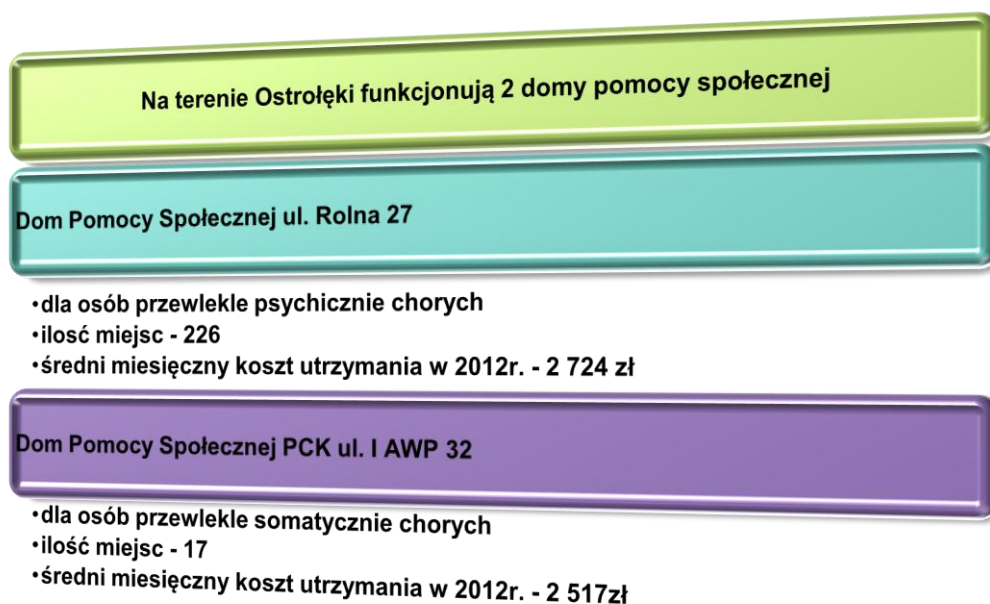 Na terenie Ostrołęki funkcjonują 2 domy pomocy społecznej
Dom Pomocy Społecznej ul. Rolna 27
•dla osób przewlekle psychicznie chorych
•ilosć miejsc - 226
•średni miesięczny koszt utrzymania w 2012r. - 2 724 zł
Dom Pomocy Społecznej PCK ul. I AWP 32
•dla osób przewlekle somatycznie chorych
•ilość miejsc - 17
•średni miesięczny koszt utrzymania w 2012r. - 2 517zł